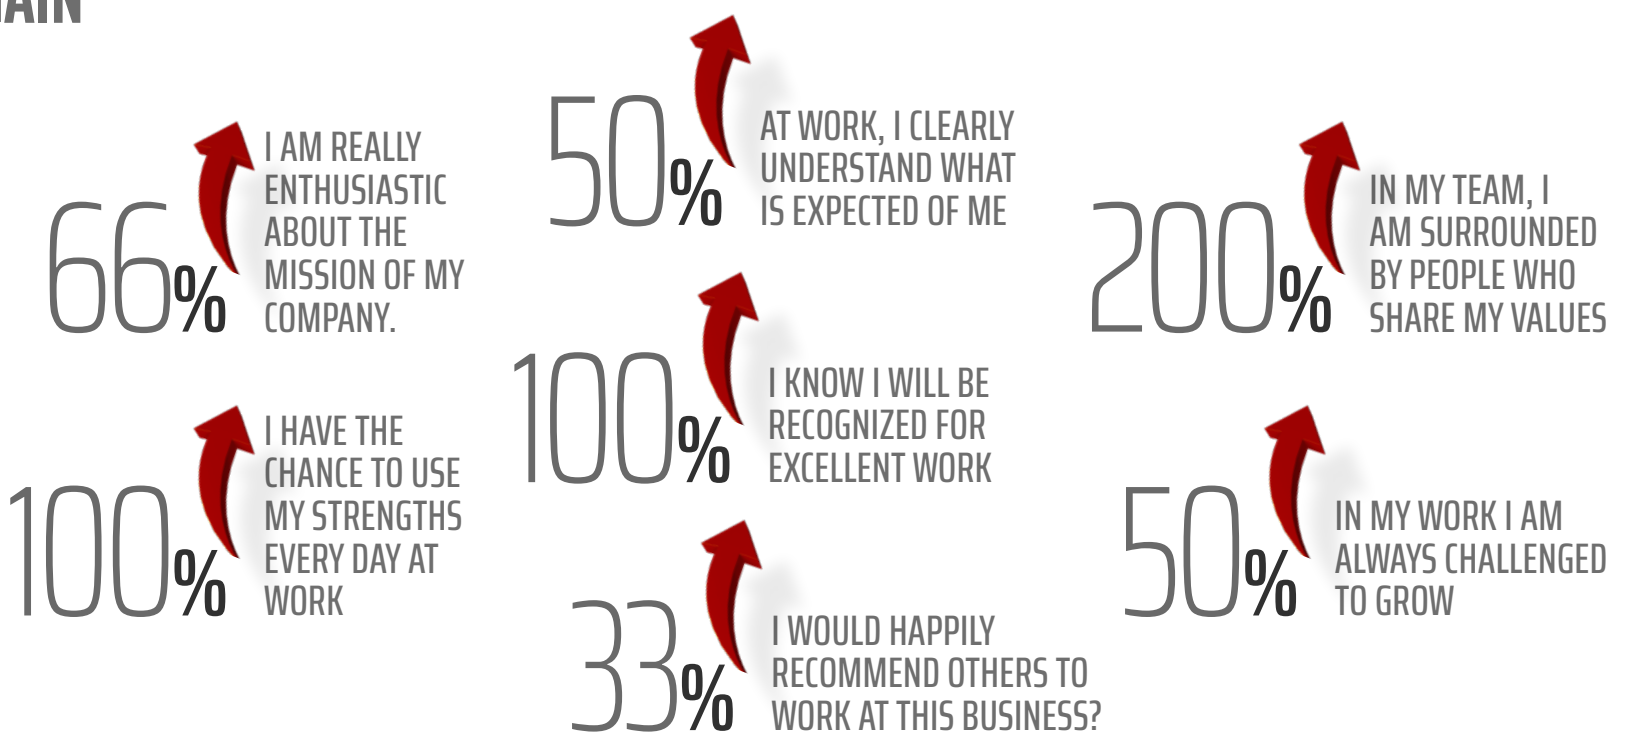 66%
I AM REALLY
ENTHUSIASTIC
ABOUT THE
MISSION OF MY
COMPANY.
50%
AT WORK, I CLEARLY
UNDERSTAND WHAT
IS EXPECTED OF ME
200%
IN MY TEAM, I
AM SURROUNDED
BY PEOPLE WHO
SHARE MY VALUES
100%
I HAVE THE
CHANCE TO USE
MY STRENGTHS
EVERY DAY AT
WORK
100%
I KNOW I WILL BE
RECOGNIZED FOR
EXCELLENT WORK
33%
I WOULD HAPPILY
RECOMMEND OTHERS TO
WORK AT THIS BUSINESS?
50%
IN MY WORK I AM
ALWAYS CHALLENGED
TO GROW